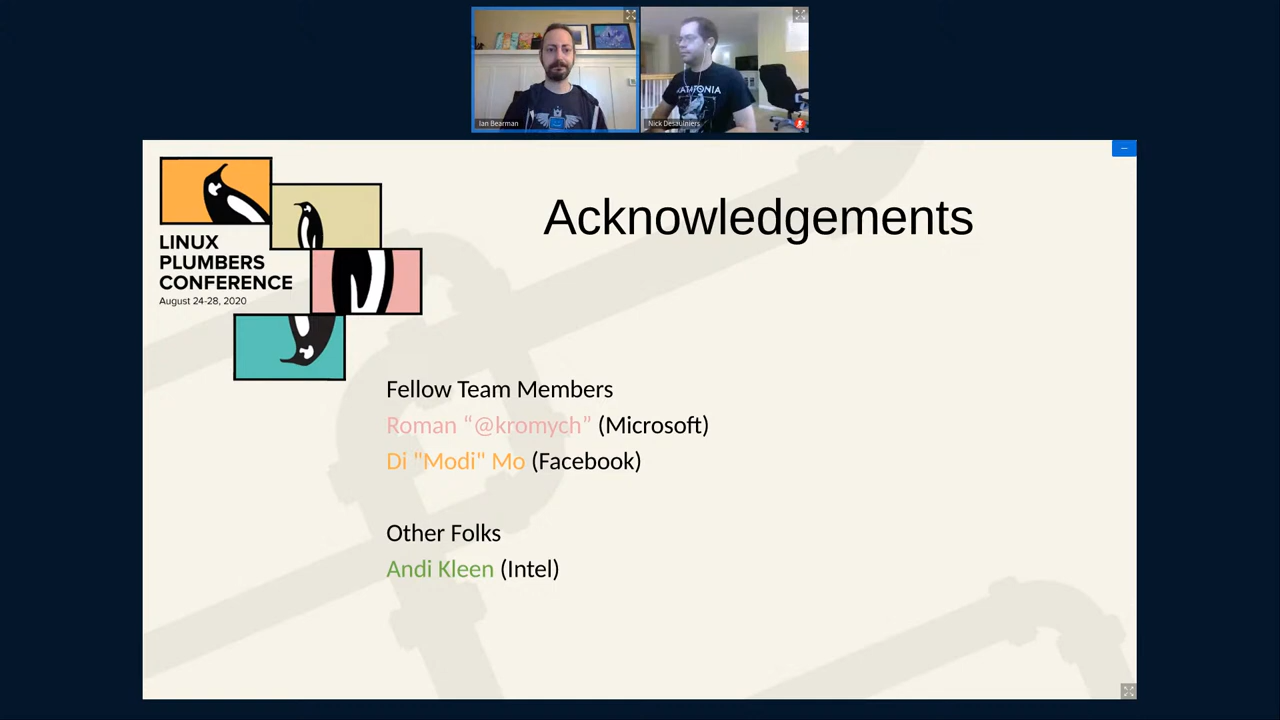 Ian Bearman
KATATONIA
Nick Desaulniers
LINUX
PLUMBERS
CONFERENCE
August 24-28, 2020
Acknowledgements
Fellow Team Members
Roman “@kromych” (Microsoft)
Di "Modi" Mo (Facebook)
Other Folks
Andi Kleen (Intel)